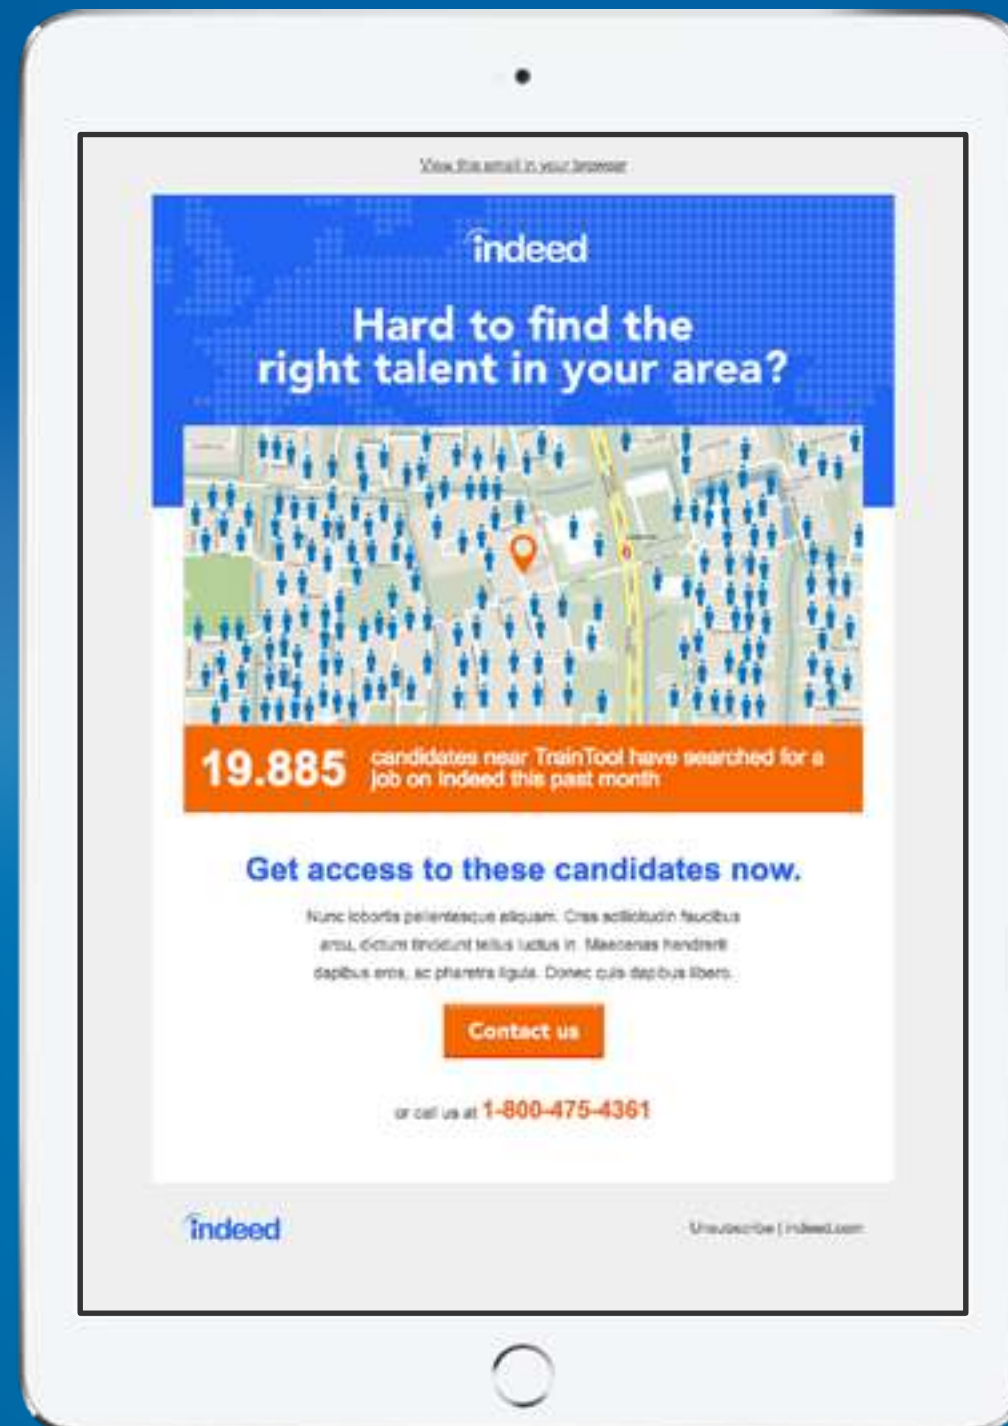 View this email in your browser
indeed
Hard to find the
right talent in your area?
19.885
candidates near TrainTool have searched for a
job on Indeed this past month
Get access to these candidates now.
Nunc lobortis pellentesque aliquam. Cras sollicitudin faucibus
arcu, dictum tincidunt tellus luctus in. Maecenas hendrerit
dapibus eros, ac pharetra ligula. Donec quis dapibus libero.
Contact us
or call us at 1-800-475-4361
indeed
Unsubscribe | indeed.com